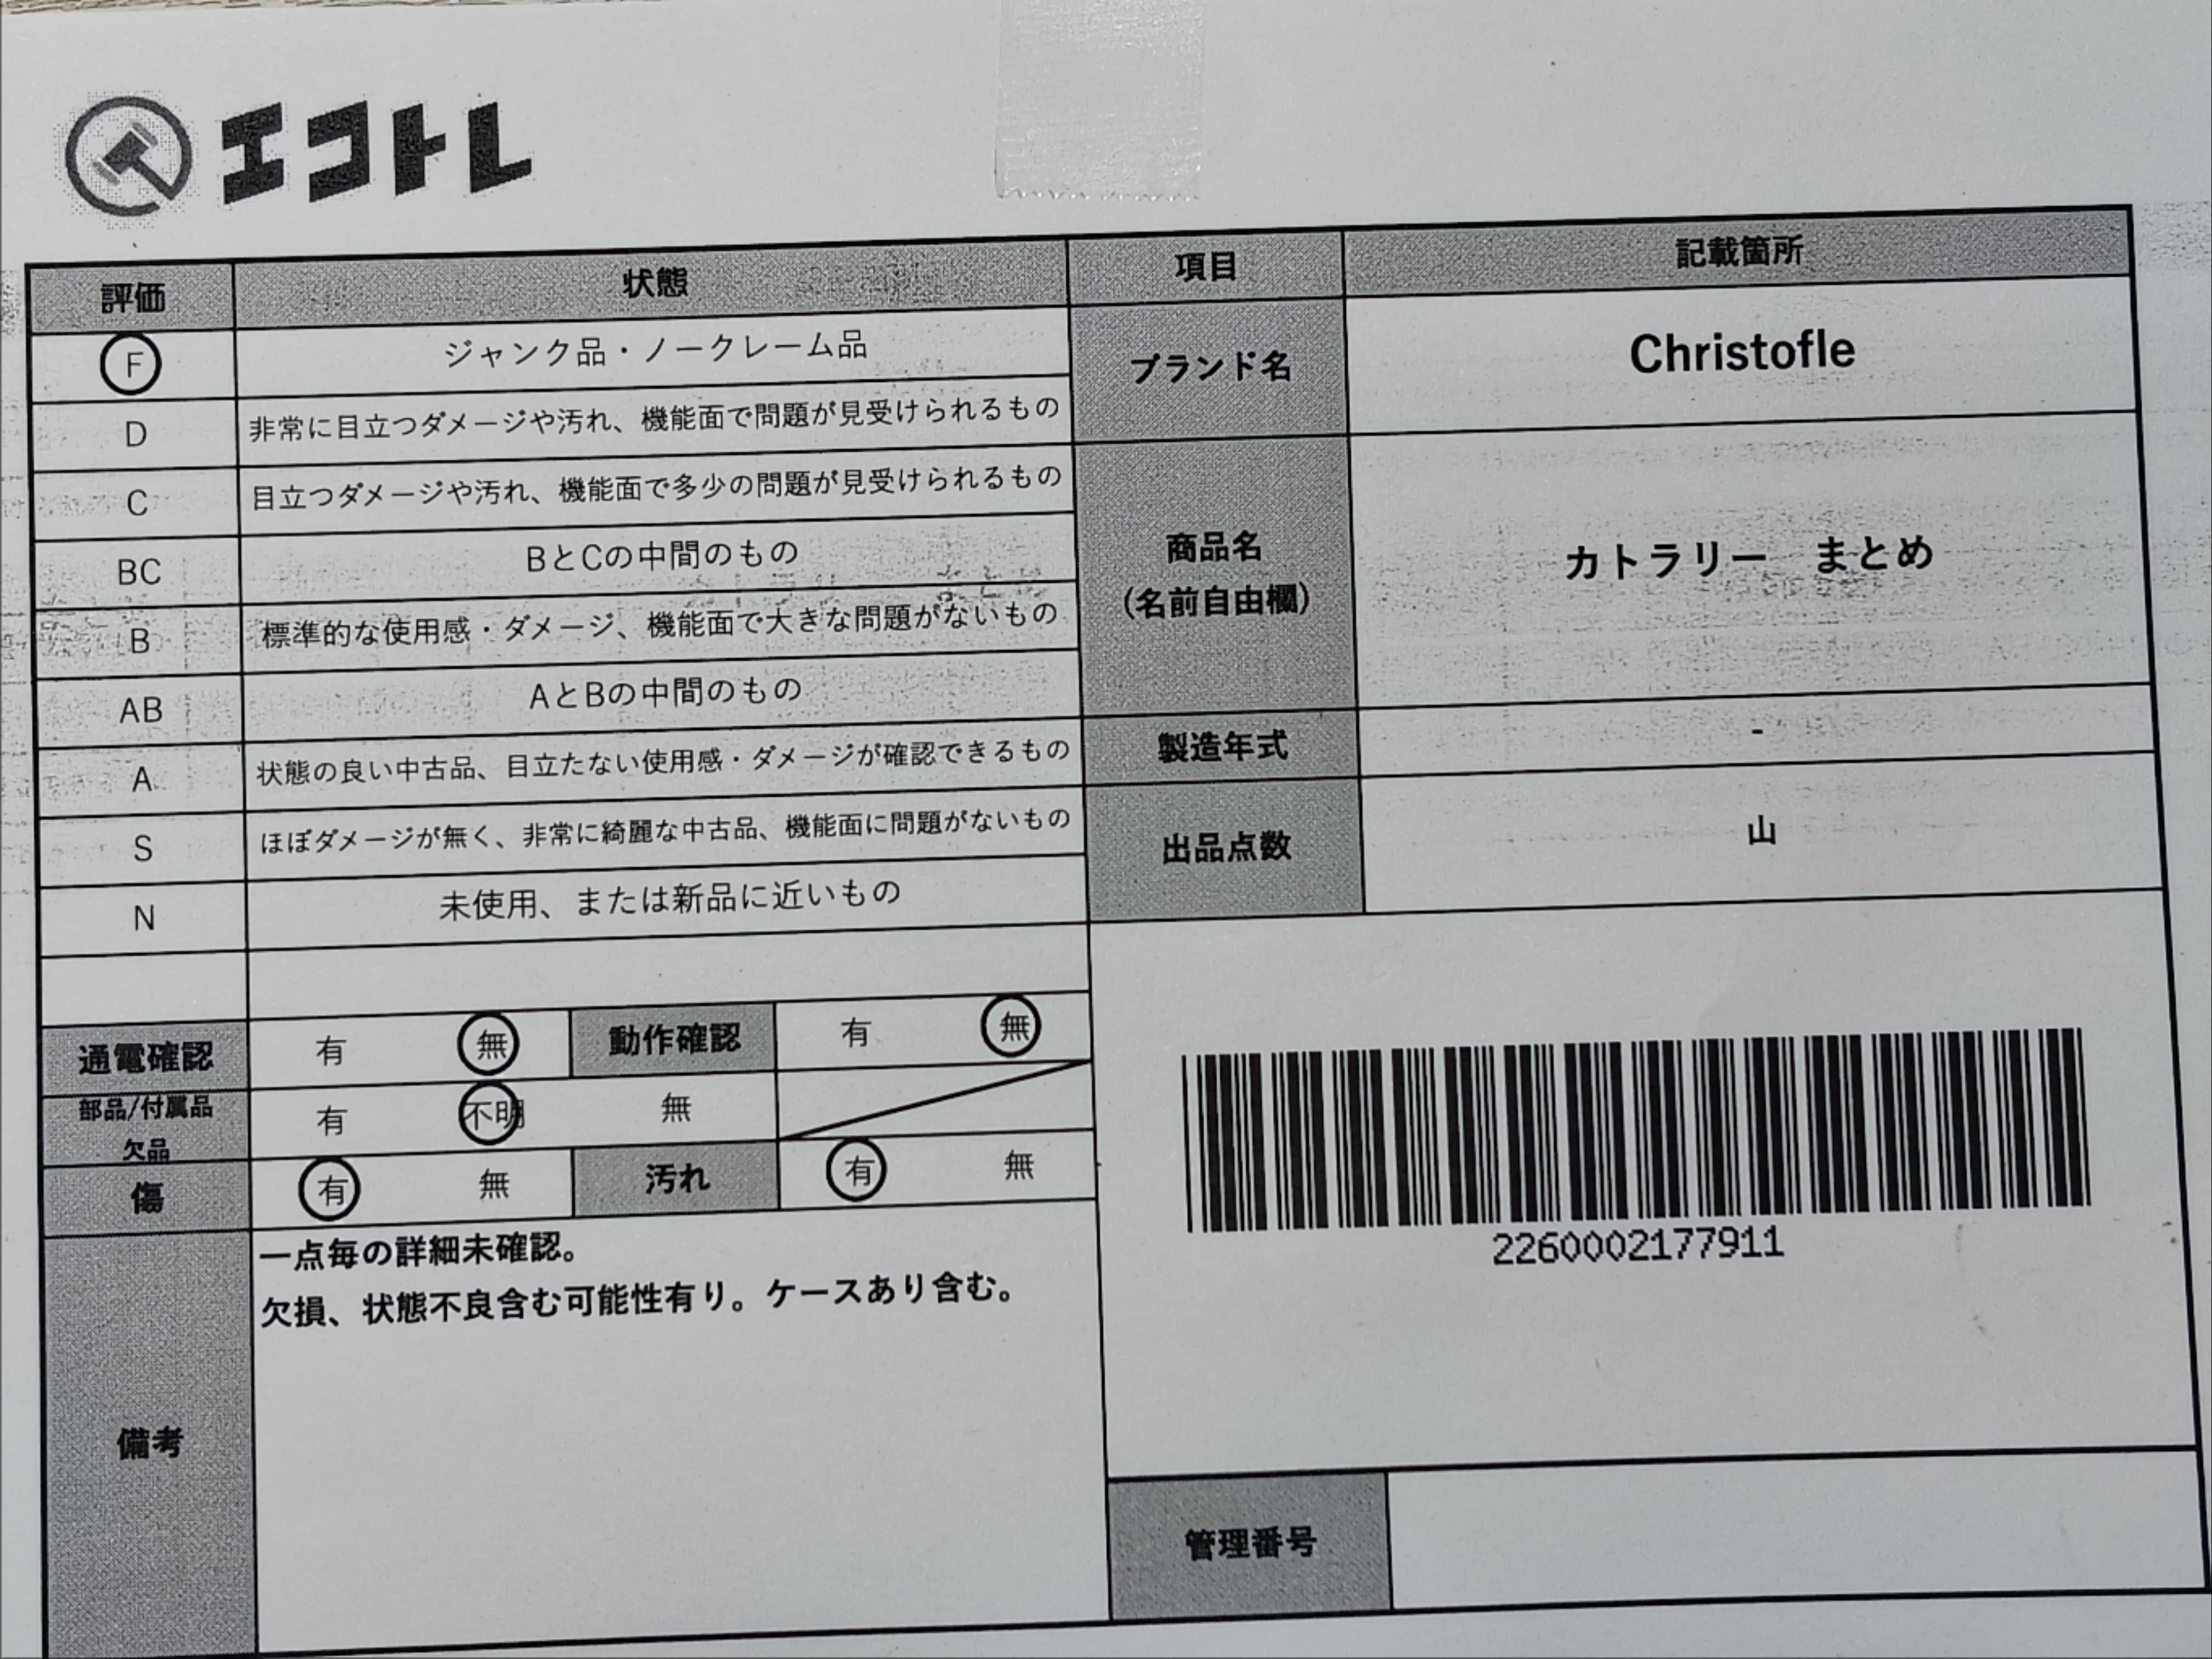 エコトレ
評価 状態 項目 記載箇所
F ジャンク品・ノークレーム品
D 非常に目立つダメージや汚れ、機能面で問題が見受けられるもの
C 目立つダメージや汚れ、機能面で多少の問題が見受けられるもの
BC BとCの中間のもの
B 標準的な使用感・ダメージ、機能面で大きな問題がないもの
AB AとBの中間のもの
A 状態の良い中古品、目立たない使用感・ダメージが確認できるもの
S ほぼダメージが無く、非常に綺麗な中古品、機能面に問題がないもの
N 未使用、または新品に近いもの
ブランド名 Christofle
商品名
(名前自由欄)
カトラリー まとめ
製造年式 -
出品点数 山
通電確認 有 無 動作確認 有 無
部品/付属品
欠品
有 不明 無
傷 有 無 汚れ 有 無
備考
一点毎の詳細未確認。
欠損、状態不良含む可能性有り。ケースあり含む。
2260002177911
管理番号